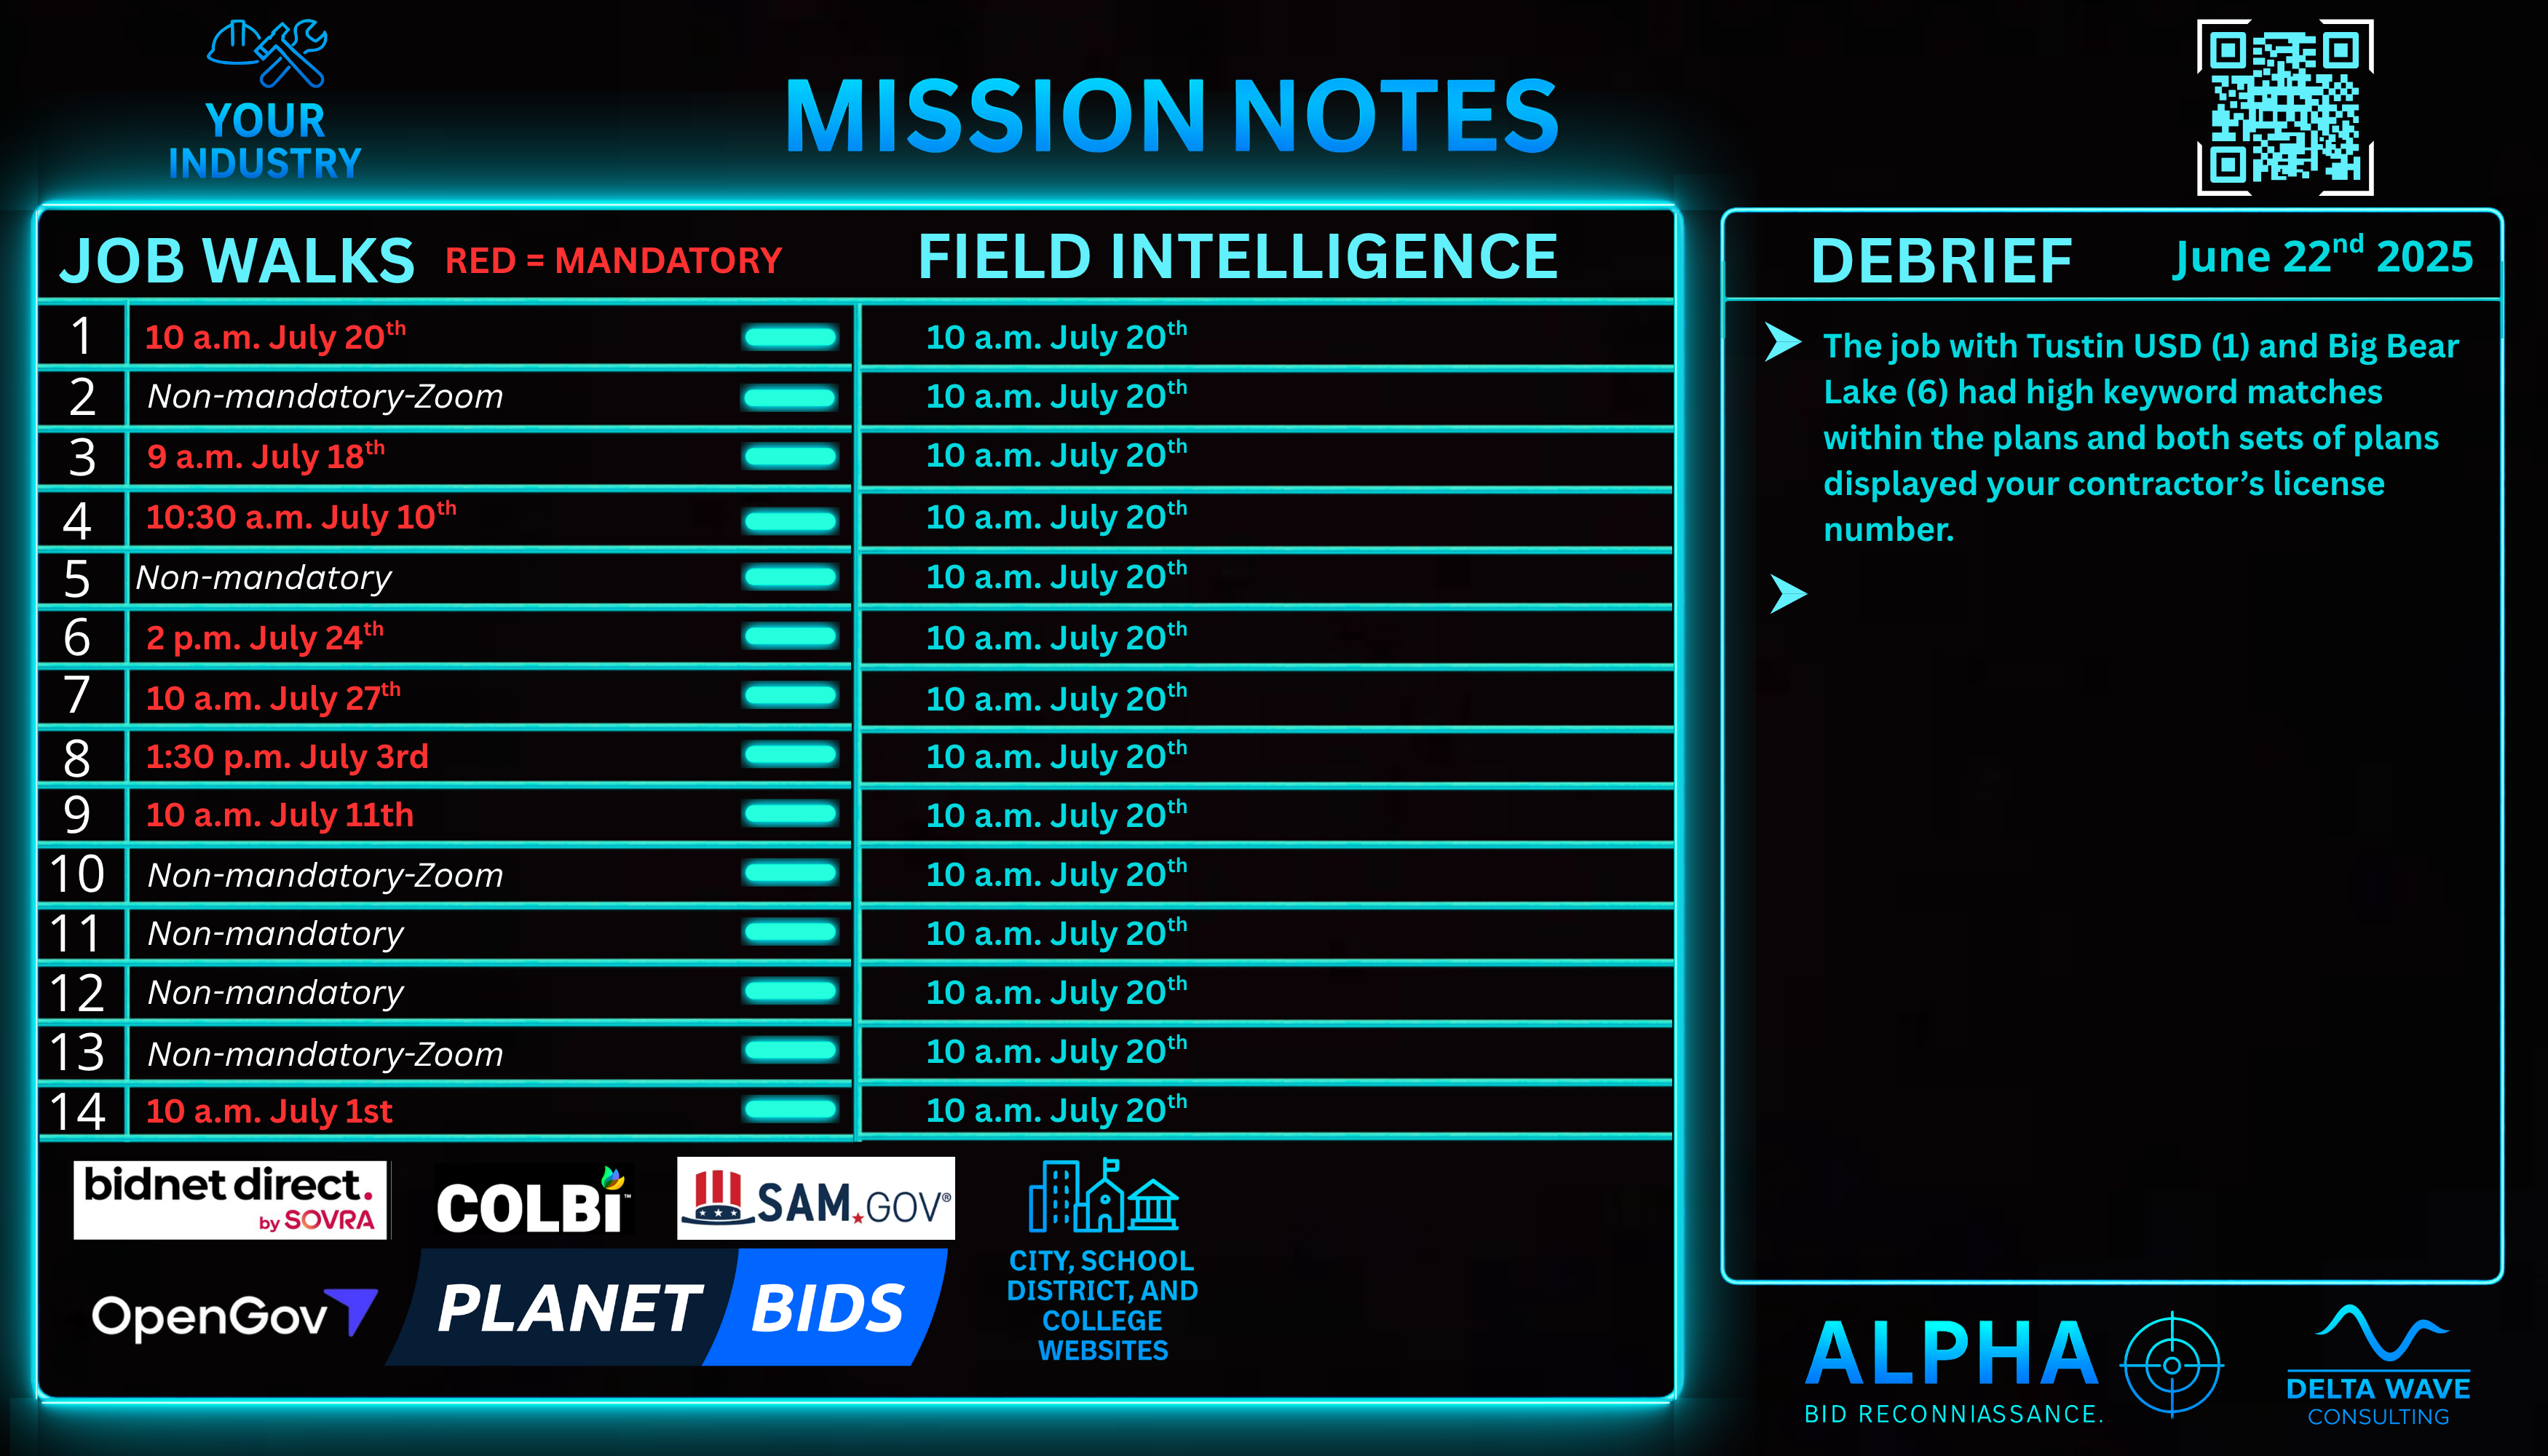 YOUR
INDUSTRY
MISSION NOTES
JOB WALKS RED = MANDATORY FIELD INTELLIGENCE
1 10 a.m. July 20th 10 a.m. July 20th
2 Non-mandatory-Zoom 10 a.m. July 20th
3 9 a.m. July 18th 10 a.m. July 20th
4 10:30 a.m. July 10th 10 a.m. July 20th
5 Non-mandatory 10 a.m. July 20th
6 2 p.m. July 24th 10 a.m. July 20th
7 10 a.m. July 27th 10 a.m. July 20th
8 1:30 p.m. July 3rd 10 a.m. July 20th
9 10 a.m. July 11th 10 a.m. July 20th
10 Non-mandatory-Zoom 10 a.m. July 20th
11 Non-mandatory 10 a.m. July 20th
12 Non-mandatory 10 a.m. July 20th
13 Non-mandatory-Zoom 10 a.m. July 20th
14 10 a.m. July 1st 10 a.m. July 20th
bidnet direct.
by SOVRA
COLBi™
SAM.GOV®
OpenGov
PLANET BIDS
CITY, SCHOOL
DISTRICT, AND
COLLEGE
WEBSITES
DEBRIEF June 22nd 2025
The job with Tustin USD (1) and Big Bear
Lake (6) had high keyword matches
within the plans and both sets of plans
displayed your contractor’s license
number.
ALPHA
BID RECONNIASSANCE.
DELTA WAVE
CONSULTING